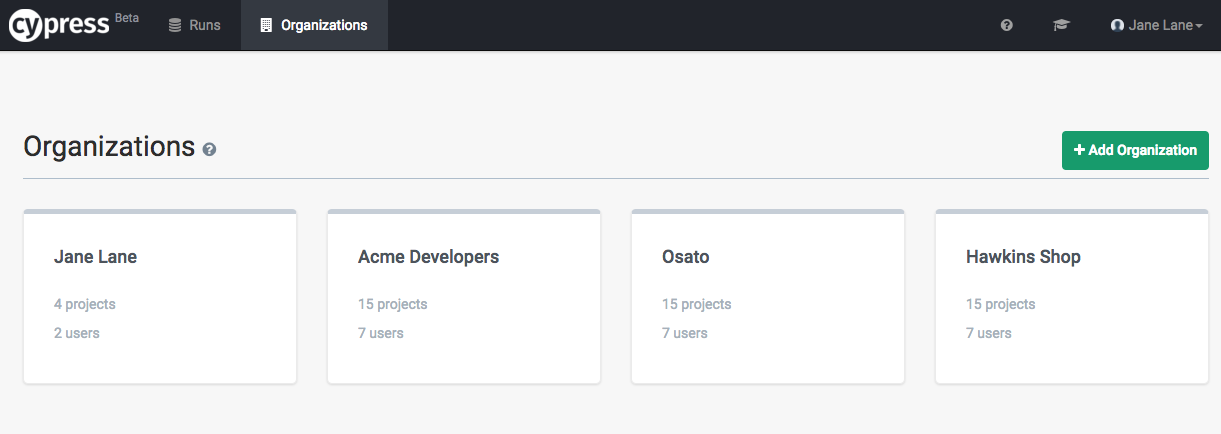 cypress Beta Runs Organizations Jane Lane
Organizations
+ Add Organization
Jane Lane Acme Developers Osato Hawkins Shop
4 projects 15 projects 15 projects 15 projects
2 users 7 users 7 users 7 users